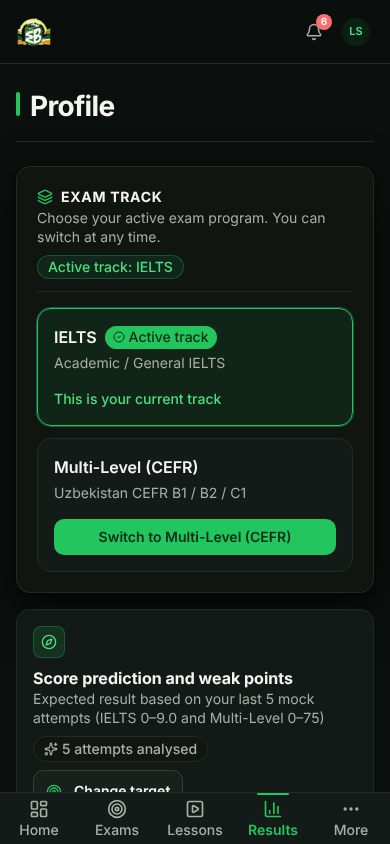 6
LS
Profile
EXAM TRACK
Choose your active exam program. You can
switch at any time.
Active track: IELTS
IELTS
Active track
Academic / General IELTS
This is your current track
Multi-Level (CEFR)
Uzbekistan CEFR B1 / B2 / C1
Switch to Multi-Level (CEFR)
Score prediction and weak points
Expected result based on your last 5 mock
attempts (IELTS 0–9.0 and Multi-Level 0–75)
5 attempts analysed
Change target
Home
Exams
Lessons
Results
More